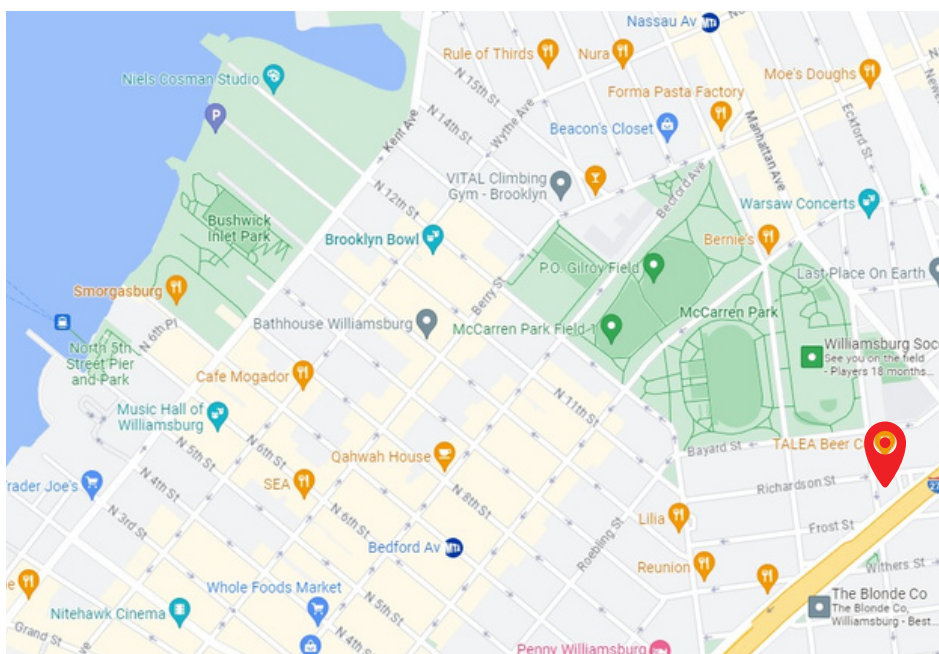 Nassau Av
MTA
Rule of Thirds
Nura
Niels Cosman Studio
N 15th St
Moe's Doughs
Forma Pasta Factory
P
Kent Ave
N 14th St
Wythe Ave
Beacon's Closet
Manhattan Ave
Eckford St
VITAL Climbing
Gym - Brooklyn
Bedford Ave
N 12th St
Warsaw Concerts
Bushwick
Inlet Park
Brooklyn Bowl
Bernie's
P.O. Gilroy Field
Last Place On Earth
Smorgasburg
Berry St
N 6th Pl
Bathhouse Williamsburg
McCarren Park Field 1
McCarren Park
North 5th
Street Pier
and Park
Williamsburg Socc
See you on the field
- Players 18 months...
Cafe Mogador
N 11th St
Music Hall of
Williamsburg
N 6th St
N 5th St
Bayard St
TALEA Beer C
Qahwah House
N 4th St
rader Joe's
SEA
N 8th St
Richardson St
27
N 3rd St
N 6th St
Lilia
Frost St
Roebling St
Bedford Av
MTA
Reunion
Withers St
e
Whole Foods Market
The Blonde Co
The Blonde Co,
Williamsburg - Best...
Nitehawk Cinema
N 5th St
N 4th St
Grand St
Penny Williamsburg